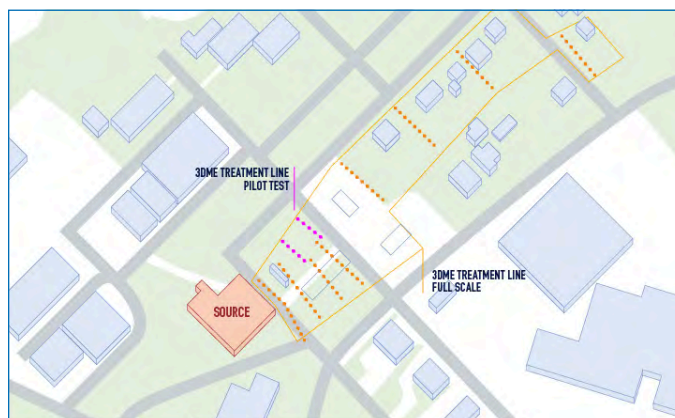 3DME TREATMENT LINE
PILOT TEST
3DME TREATMENT LINE
FULL SCALE
SOURCE